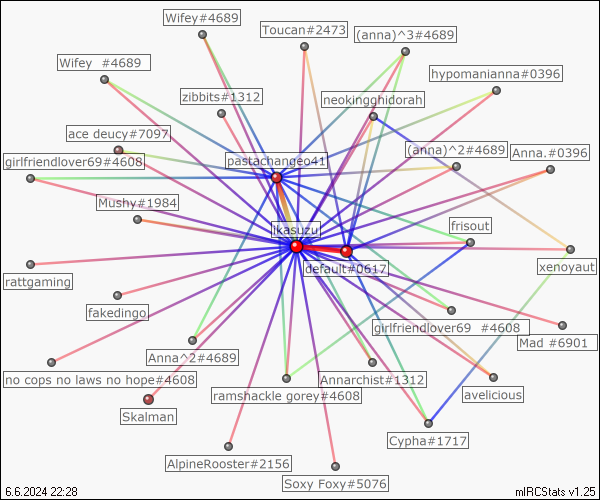 Wifey#4689
Toucan#2473
(anna)^3#4689
Wifey  #4689
hypomanianna#0396
zibbits#1312
neokingghidorah
ace deucy#7097
(anna)^2#4689
Anna.#0396
girlfriendlover69#4608
pastachangeo41
Mushy#1984
ikasuzu
frisout
default#0617
xenoyaut
rattgaming
fakedingo
girlfriendlover69  #4608
Mad #6901
Anna^2#4689
no cops no laws no hope#4608
Annarchist#1312
ramshackle gorey#4608
avelicious
Skalman
Cypha#1717
AlpineRooster#2156
Soxy Foxy#5076
6.6.2024 22:28
mIRCStats v1.25